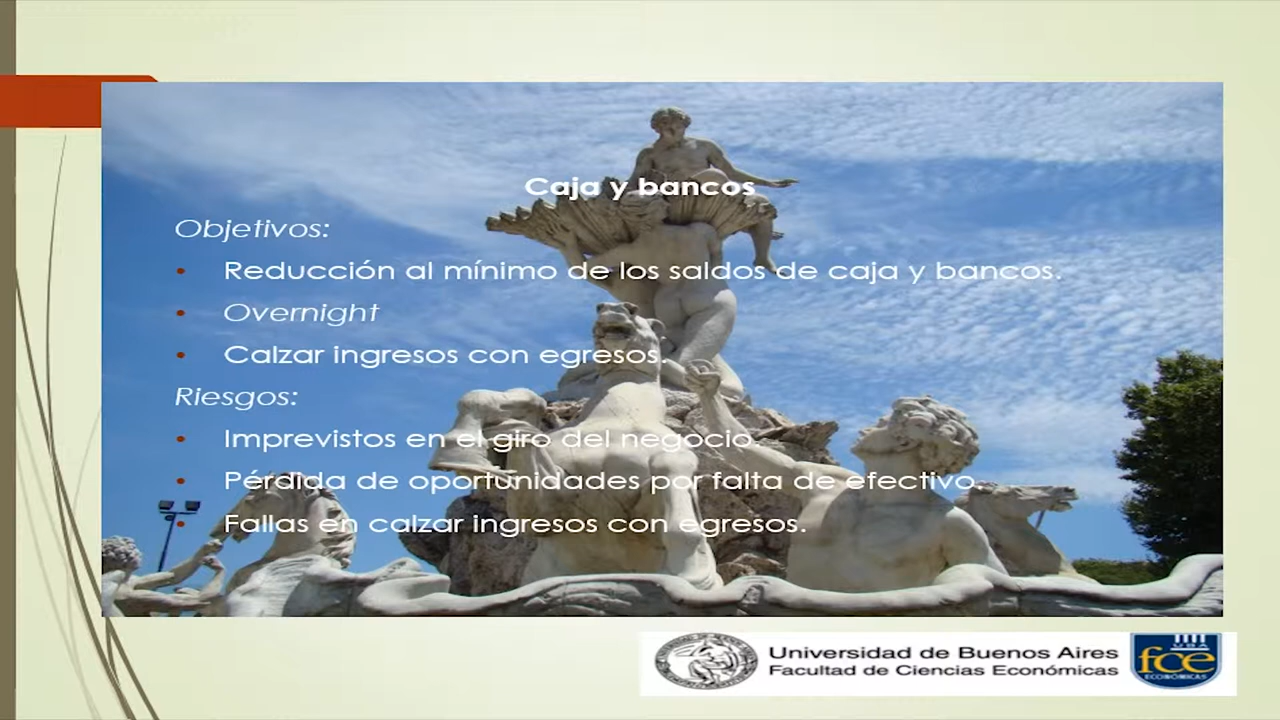 Caja y bancos
Objetivos:
• Reducción al mínimo de los saldos de caja y bancos.
• Overnight
• Calzar ingresos con egresos.
Riesgos:
• Imprevistos en el giro del negocio.
• Pérdida de oportunidades por falta de efectivo.
• Fallas en calzar ingresos con egresos.
Universidad de Buenos Aires
Facultad de Ciencias Económicas
UBA
fce
ECONÓMICAS